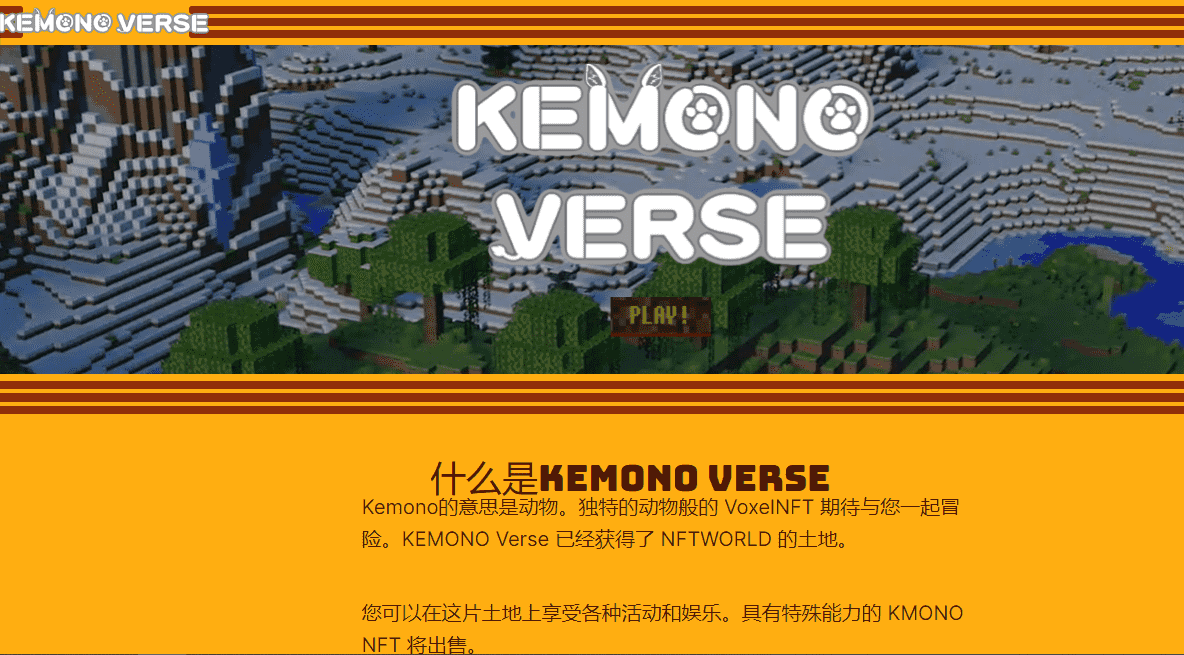 KEMONO VERSE
KEMONO
VERSE
PLAY!
什么是KEMONO VERSE
Kemono的意思是动物。独特的动物般的 VoxelNFT 期待与您一起冒
险。KEMONO Verse 已经获得了 NFTWORLD 的土地。
您可以在这片土地上享受各种活动和娱乐。具有特殊能力的 KMONO
NFT 将出售。